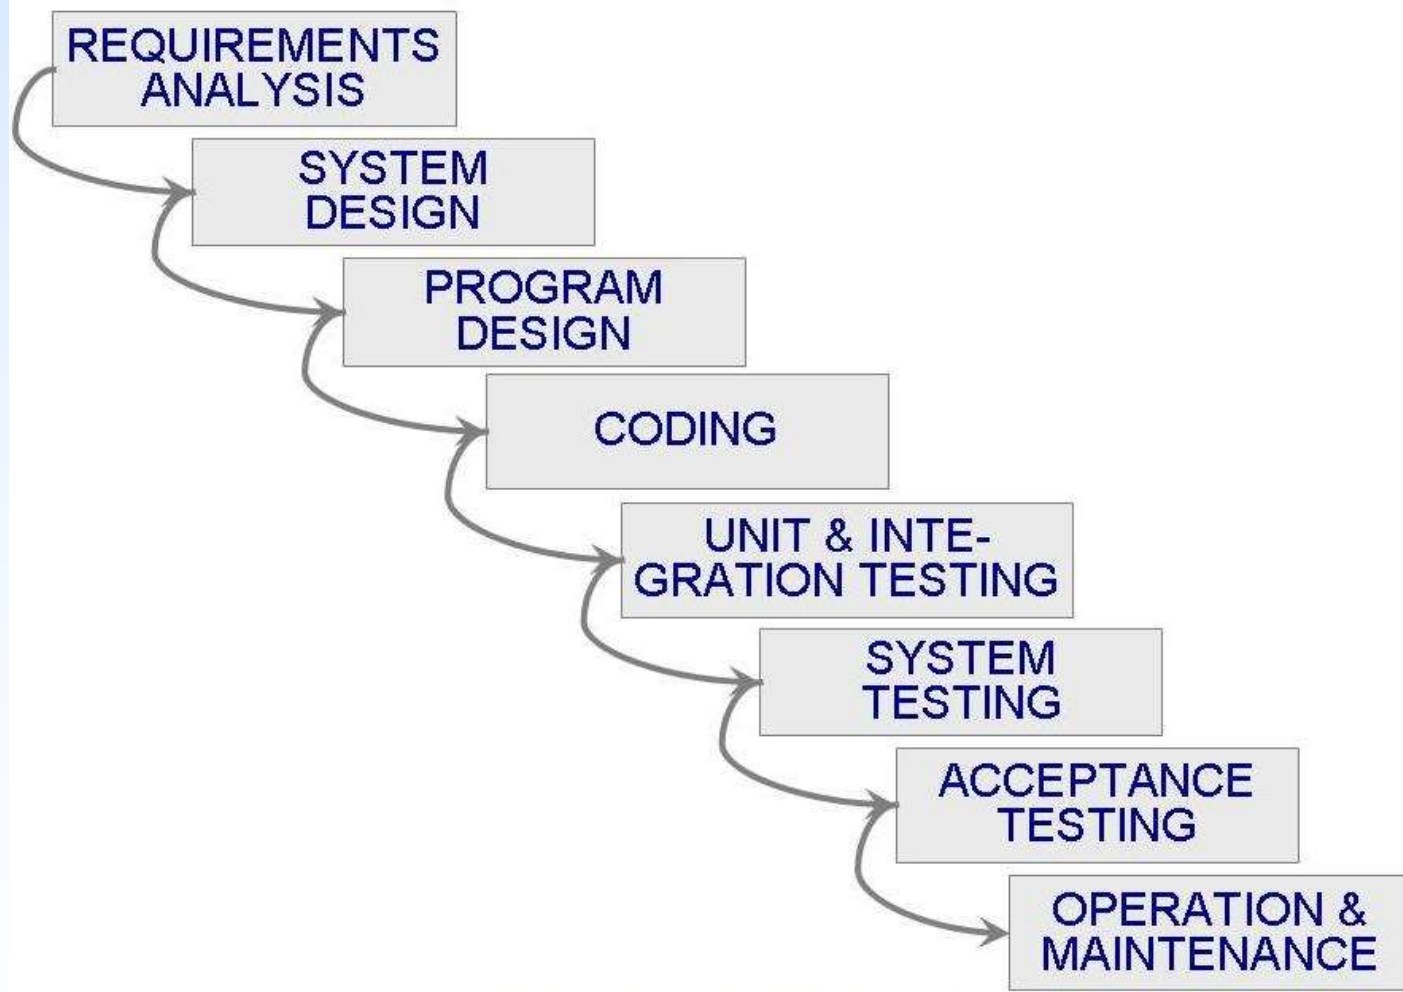 REQUIREMENTS
ANALYSIS
SYSTEM
DESIGN
PROGRAM
DESIGN
CODING
UNIT & INTE-
GRATION TESTING
SYSTEM
TESTING
ACCEPTANCE
TESTING
OPERATION &
MAINTENANCE